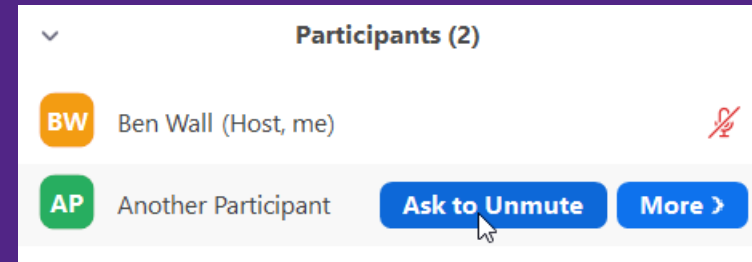 Participants (2)
BW Ben Wall (Host, me)
AP Another Participant Ask to Unmute More >